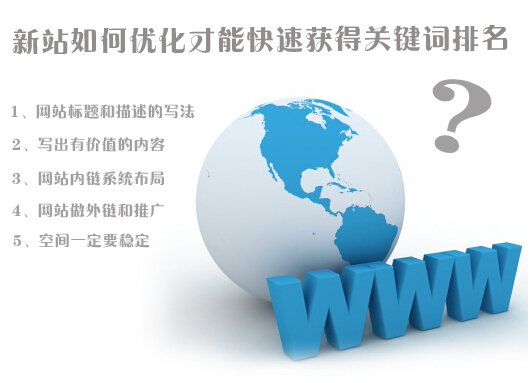 新站如何优化才能快速获得关键词排名
?
1、网站标题和描述的写法
2、写出有价值的内容
3、网站内链系统布局
4、网站做外链和推广
5、空间一定要稳定
WWW